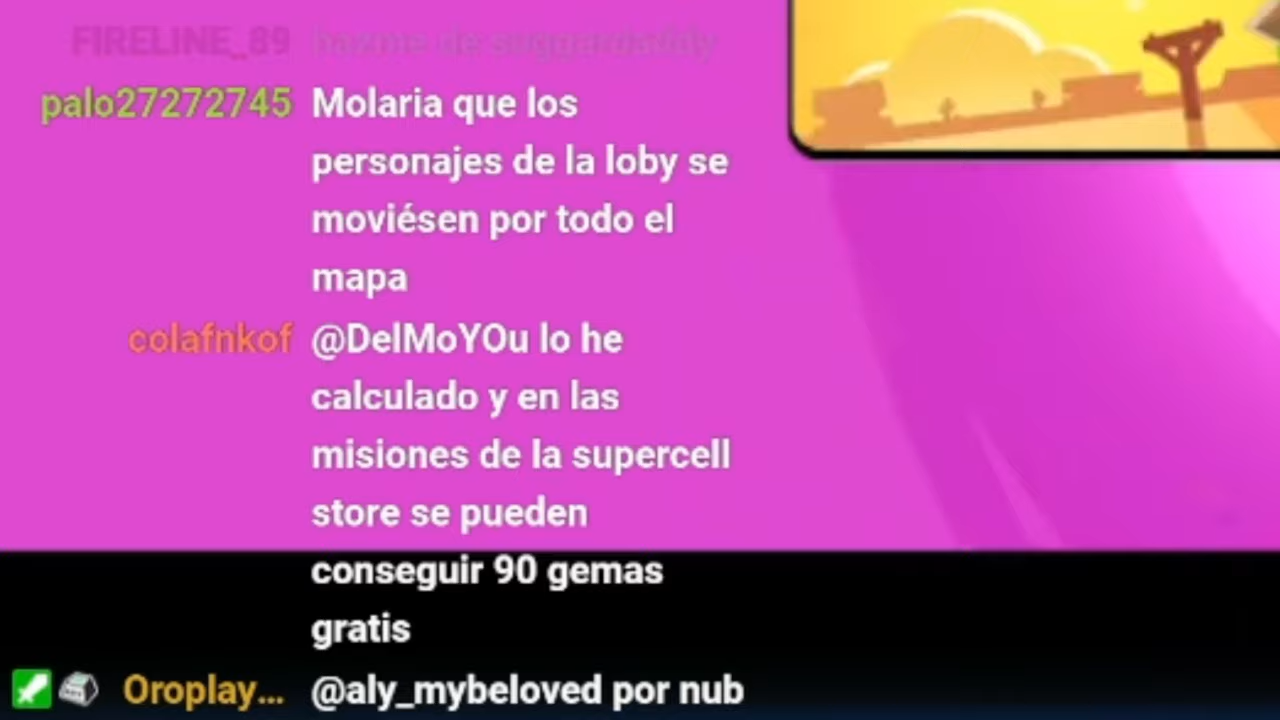 FIRELINE_89
palo27272745 Molaria que los
personajes de la loby se
moviésen por todo el
mapa
colafnkof @DelMoYOu lo he
calculado y en las
misiones de la supercell
store se pueden
conseguir 90 gemas
gratis
Oroplay... @aly_mybeloved por nub